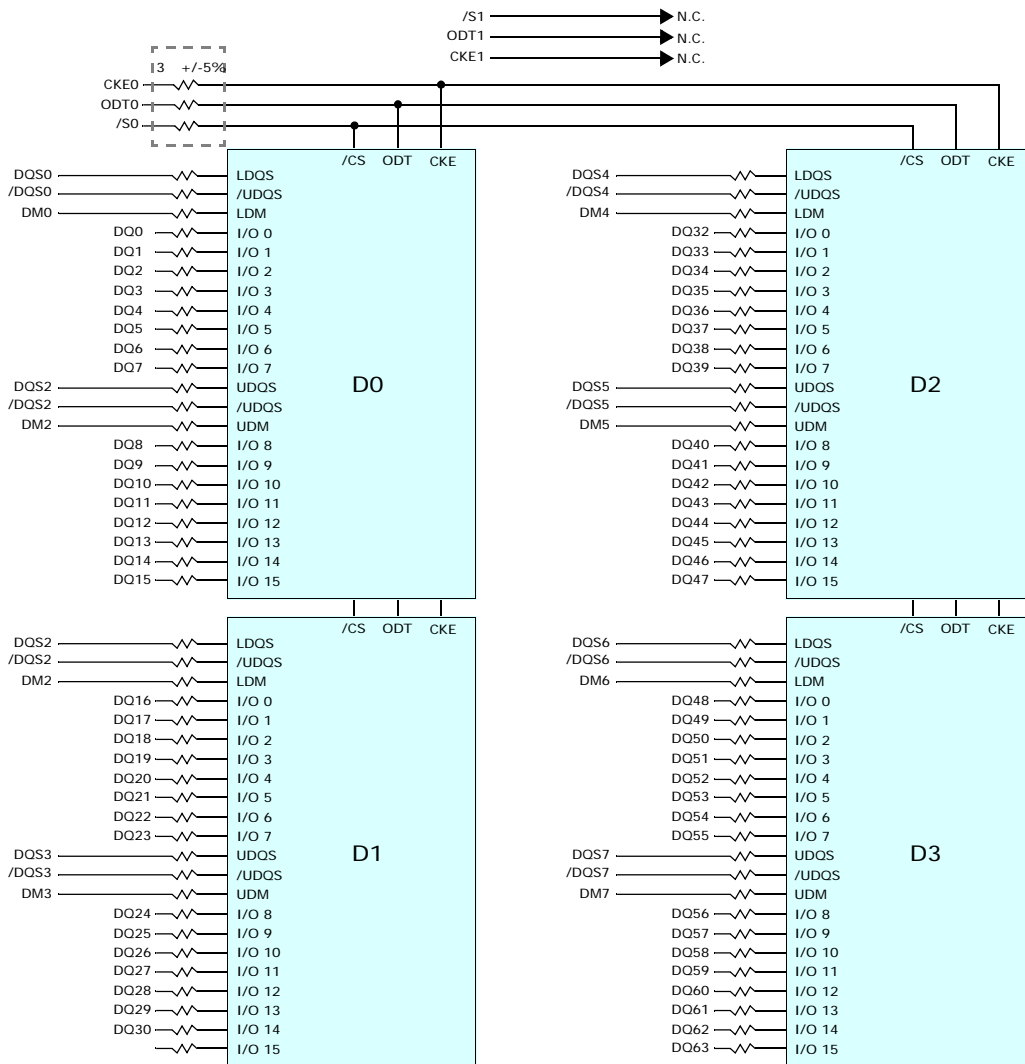 /S1 N.C.
ODT1 N.C.
CKE1 N.C.
3 +/-5%
CKE0
ODT0
/S0
/CS ODT CKE
DQS0 LDQS
/DQS0 /UDQS
DM0 LDM
DQ0 I/O 0
DQ1 I/O 1
DQ2 I/O 2
DQ3 I/O 3
DQ4 I/O 4
DQ5 I/O 5
DQ6 I/O 6
DQ7 I/O 7
D0
DQS2 UDQS
/DQS2 /UDQS
DM2 UDM
DQ8 I/O 8
DQ9 I/O 9
DQ10 I/O 10
DQ11 I/O 11
DQ12 I/O 12
DQ13 I/O 13
DQ14 I/O 14
DQ15 I/O 15
/CS ODT CKE
DQS4 LDQS
/DQS4 /UDQS
DM4 LDM
DQ32 I/O 0
DQ33 I/O 1
DQ34 I/O 2
DQ35 I/O 3
DQ36 I/O 4
DQ37 I/O 5
DQ38 I/O 6
DQ39 I/O 7
D2
DQS5 UDQS
/DQS5 /UDQS
DM5 UDM
DQ40 I/O 8
DQ41 I/O 9
DQ42 I/O 10
DQ43 I/O 11
DQ44 I/O 12
DQ45 I/O 13
DQ46 I/O 14
DQ47 I/O 15
/CS ODT CKE
DQS2 LDQS
/DQS2 /UDQS
DM2 LDM
DQ16 I/O 0
DQ17 I/O 1
DQ18 I/O 2
DQ19 I/O 3
DQ20 I/O 4
DQ21 I/O 5
DQ22 I/O 6
DQ23 I/O 7
D1
DQS3 UDQS
/DQS3 /UDQS
DM3 UDM
DQ24 I/O 8
DQ25 I/O 9
DQ26 I/O 10
DQ27 I/O 11
DQ28 I/O 12
DQ29 I/O 13
DQ30 I/O 14
I/O 15
/CS ODT CKE
DQS6 LDQS
/DQS6 /UDQS
DM6 LDM
DQ48 I/O 0
DQ49 I/O 1
DQ50 I/O 2
DQ51 I/O 3
DQ52 I/O 4
DQ53 I/O 5
DQ54 I/O 6
DQ55 I/O 7
D3
DQS7 UDQS
/DQS7 /UDQS
DM7 UDM
DQ56 I/O 8
DQ57 I/O 9
DQ58 I/O 10
DQ59 I/O 11
DQ60 I/O 12
DQ61 I/O 13
DQ62 I/O 14
DQ63 I/O 15